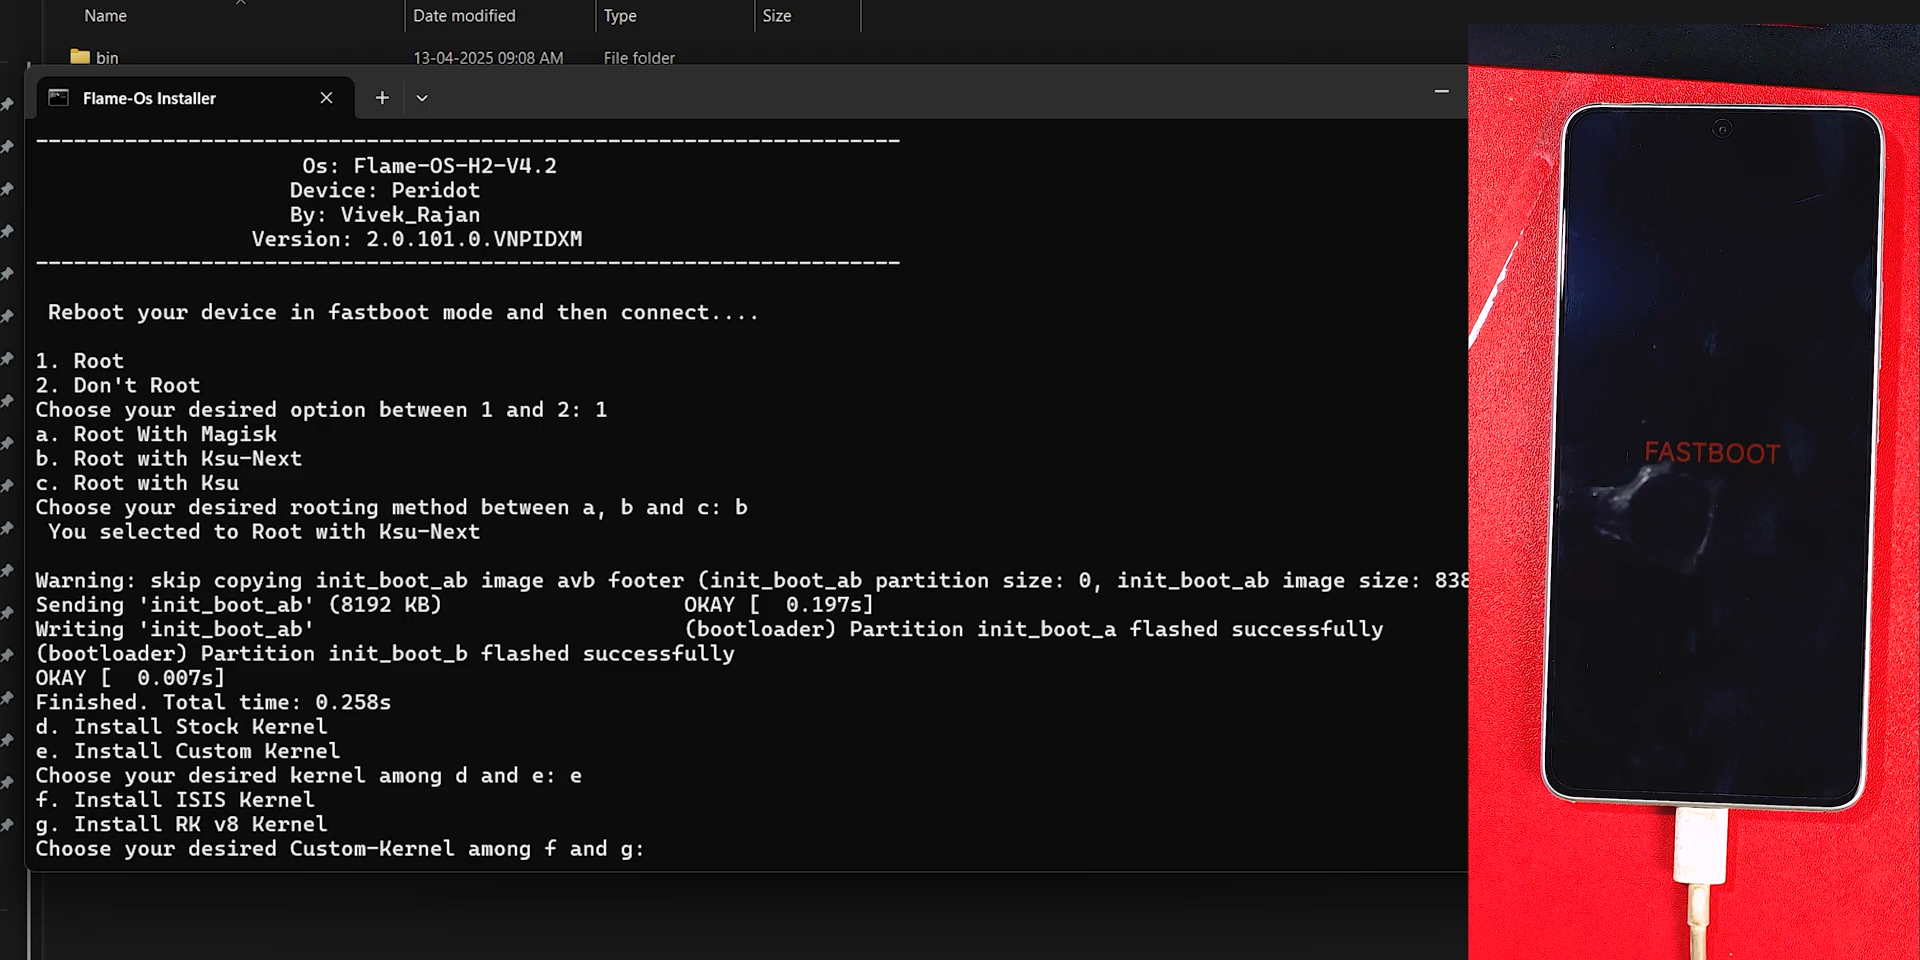 Name Date modified Type Size
bin 13-04-2025 09:08 AM File folder
Flame-Os Installer
--------------------------------------------------------------------
Os: Flame-OS-H2-V4.2
Device: Peridot
By: Vivek_Rajan
Version: 2.0.101.0.VNPIDXM
--------------------------------------------------------------------
Reboot your device in fastboot mode and then connect....
1. Root
2. Don't Root
Choose your desired option between 1 and 2: 1
a. Root With Magisk
b. Root with Ksu-Next
c. Root with Ksu
Choose your desired rooting method between a, b and c: b
You selected to Root with Ksu-Next
Warning: skip copying init_boot_ab image avb footer (init_boot_ab partition size: 0, init_boot_ab image size: 838
Sending 'init_boot_ab' (8192 KB) OKAY [ 0.197s]
Writing 'init_boot_ab' (bootloader) Partition init_boot_a flashed successfully
(bootloader) Partition init_boot_b flashed successfully
OKAY [ 0.007s]
Finished. Total time: 0.258s
d. Install Stock Kernel
e. Install Custom Kernel
Choose your desired kernel among d and e: e
f. Install ISIS Kernel
g. Install RK v8 Kernel
Choose your desired Custom-Kernel among f and g:
FASTBOOT